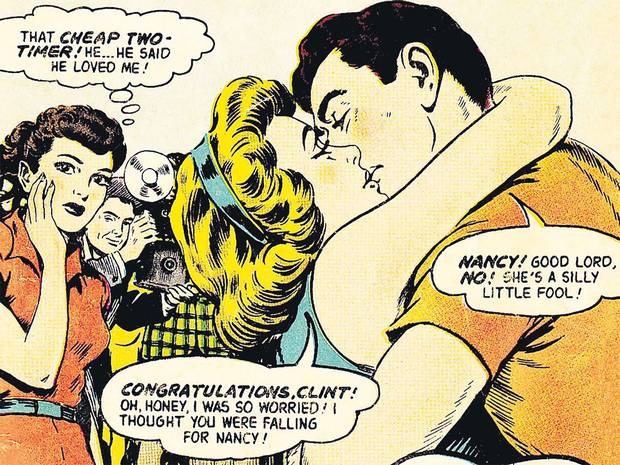 THAT CHEAP TWO-
TIMER! HE...HE SAID
HE LOVED ME!
CONGRATULATIONS, CLINT!
OH, HONEY, I WAS SO WORRIED! I
THOUGHT YOU WERE FALLING
FOR NANCY!
NANCY! GOOD LORD,
NO! SHE'S A SILLY
LITTLE FOOL!